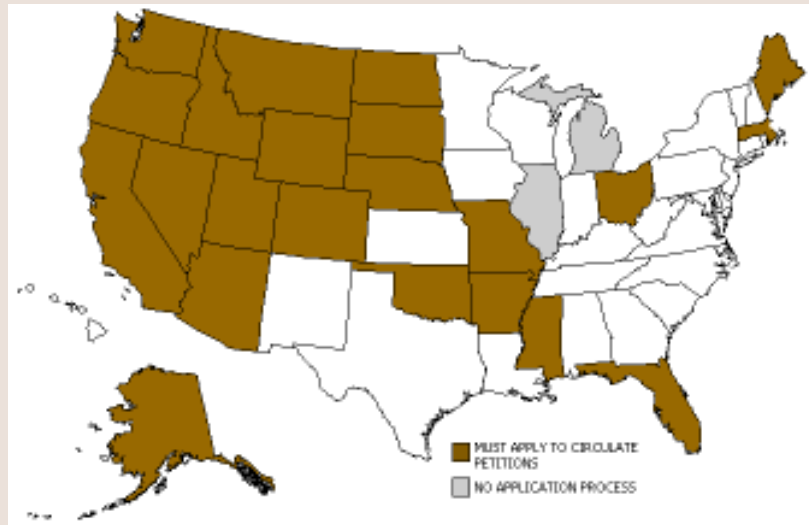 MUST APPLY TO CIRCULATE
PETITIONS
NO APPLICATION PROCESS